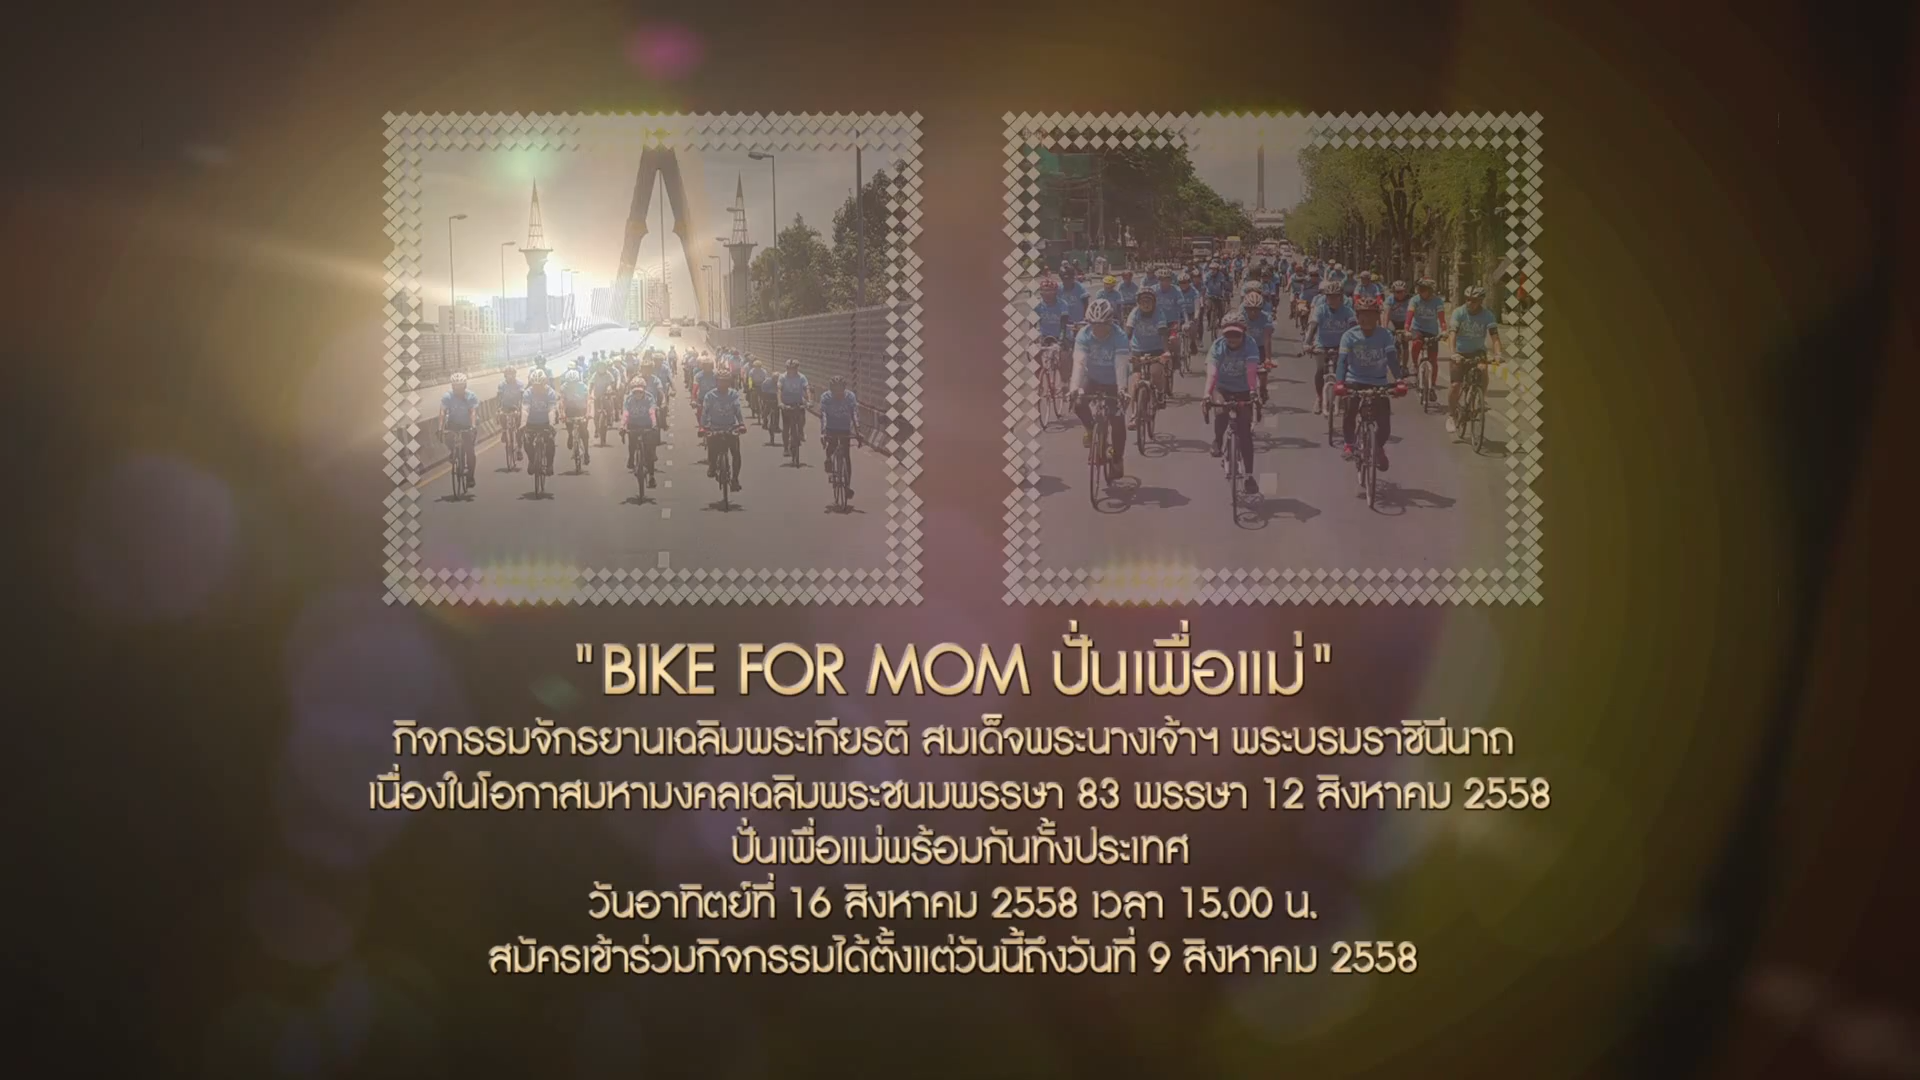 "BIKE FOR MOM ปั่นเพื่อแม่"
กิจกรรมจักรยานเฉลิมพระเกียรติ สมเด็จพระนางเจ้าฯ พระบรมราชินีนาถ
เนื่องในโอกาสมหามงคลเฉลิมพระชนมพรรษา 83 พรรษา 12 สิงหาคม 2558
ปั่นเพื่อแม่พร้อมกันทั้งประเทศ
วันอาทิตย์ที่ 16 สิงหาคม 2558 เวลา 15.00 น.
สมัครเข้าร่วมกิจกรรมได้ตั้งแต่วันนี้ถึงวันที่ 9 สิงหาคม 2558